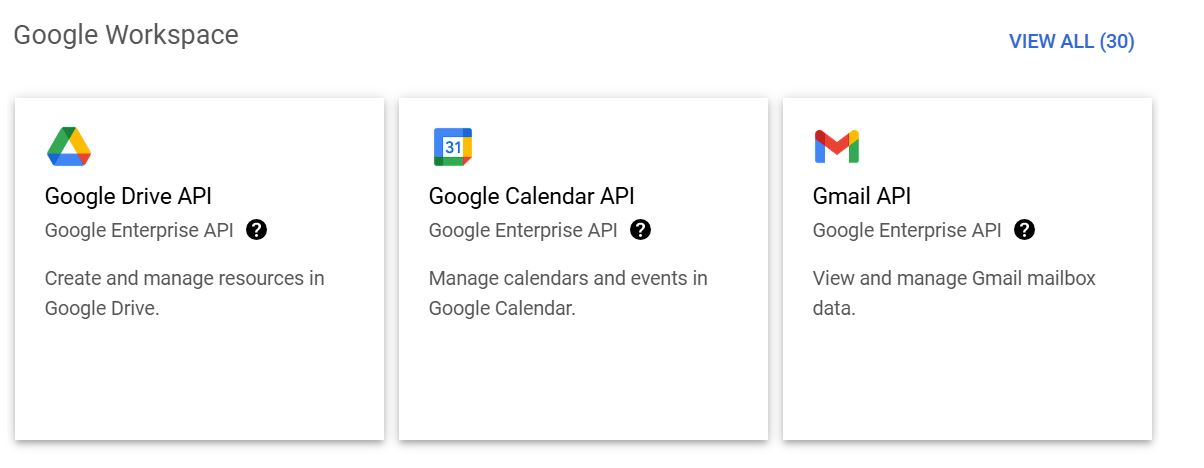 Google Workspace
VIEW ALL (30)
31
Google Drive API
Google Enterprise API ?
Create and manage resources in
Google Drive.
Google Calendar API
Google Enterprise API ?
Manage calendars and events in
Google Calendar.
Gmail API
Google Enterprise API ?
View and manage Gmail mailbox
data.